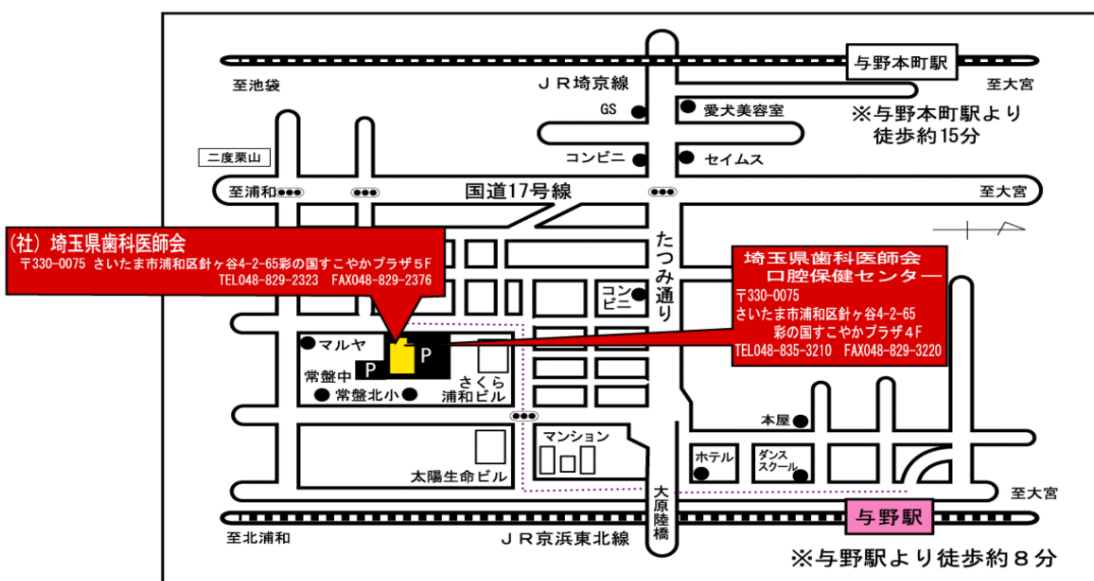 与野本町駅
至池袋
JR埼京線
至大宮
GS
愛犬美容室
※与野本町駅より
徒歩約15分
コンビニ
セイムス
二度栗山
至浦和
国道17号線
至大宮
たつみ通り
(社) 埼玉県歯科医師会
〒330-0075 さいたま市浦和区針ヶ谷4-2-65彩の国すこやかプラザ5F
TEL048-829-2323 FAX048-829-2376
埼玉県歯科医師会
口腔保健センター
〒330-0075
さいたま市浦和区針ヶ谷4-2-65
彩の国すこやかプラザ4F
TEL048-835-3210 FAX048-829-3220
コン
ビニ
マルヤ
P
P
常盤中
常盤北小
さくら
浦和ビル
本屋
マンション
太陽生命ビル
ホテル
ダンス
スクール
大原陸橋
至大宮
与野駅
至北浦和
JR京浜東北線
※与野駅より徒歩約8分